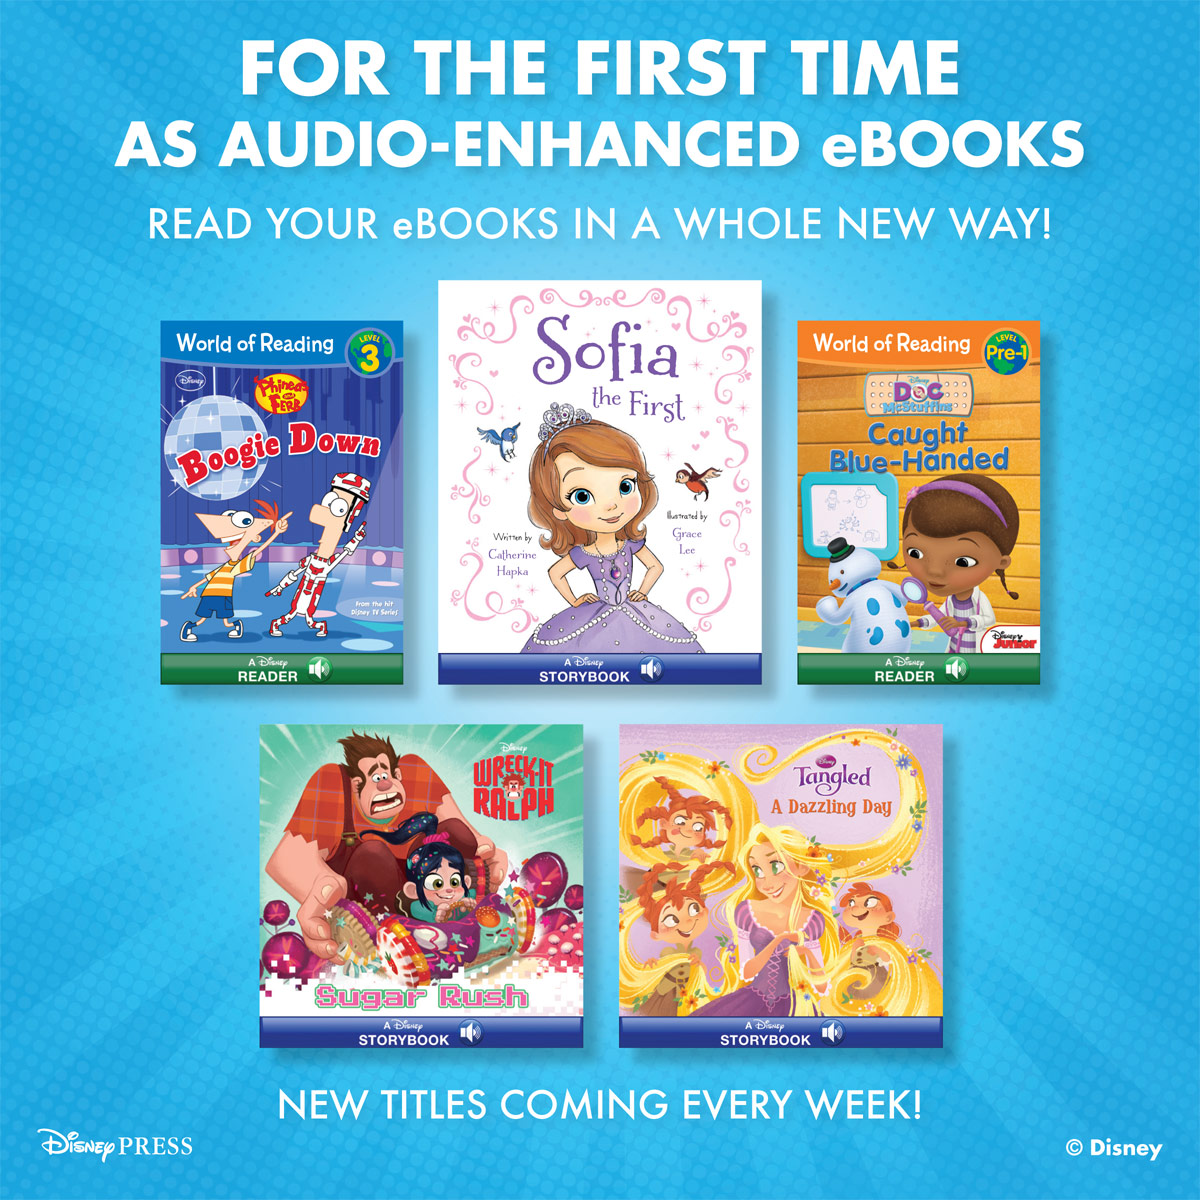 FOR THE FIRST TIME
AS AUDIO-ENHANCED eBOOKS
READ YOUR eBOOKS IN A WHOLE NEW WAY!
World of Reading
LEVEL
3
Disney
Phineas
and
FERB
Boogie Down
From the hit
Disney TV Series
A Disney
READER
Sofia
the First
Written by
Catherine
Hapka
Illustrated by
Grace
Lee
A Disney
STORYBOOK
World of Reading
LEVEL
Pre-1
Disney
DOC
McStuffins
Caught
Blue-Handed
Disney
Junior
A Disney
READER
Disney
WRECK-IT
RALPH
Sugar Rush
A Disney
STORYBOOK
Disney
Tangled
A Dazzling Day
A Disney
STORYBOOK
NEW TITLES COMING EVERY WEEK!
Disney PRESS
© Disney